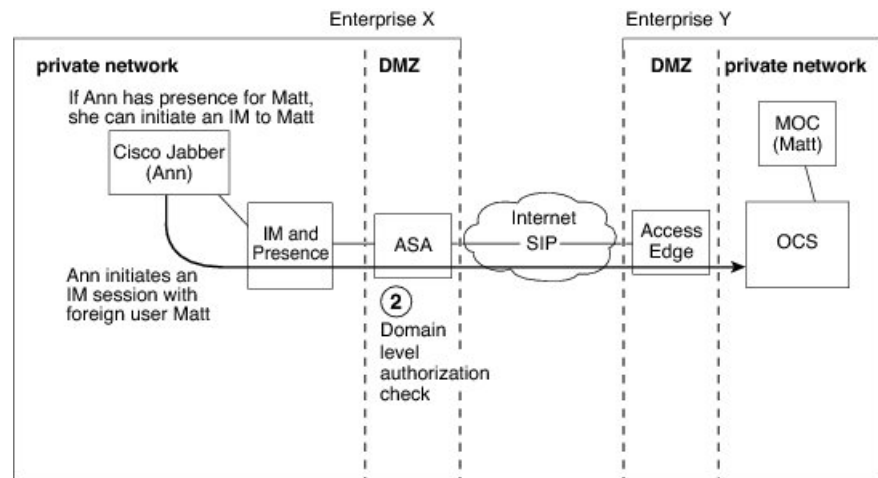 Enterprise X
Enterprise Y
private network
DMZ
DMZ
private network
If Ann has presence for Matt,
she can initiate an IM to Matt
Cisco Jabber
(Ann)
MOC
(Matt)
IM and
Presence
ASA
Internet
SIP
Access
Edge
OCS
Ann initiates an
IM session with
foreign user Matt
2
Domain
level
authorization
check